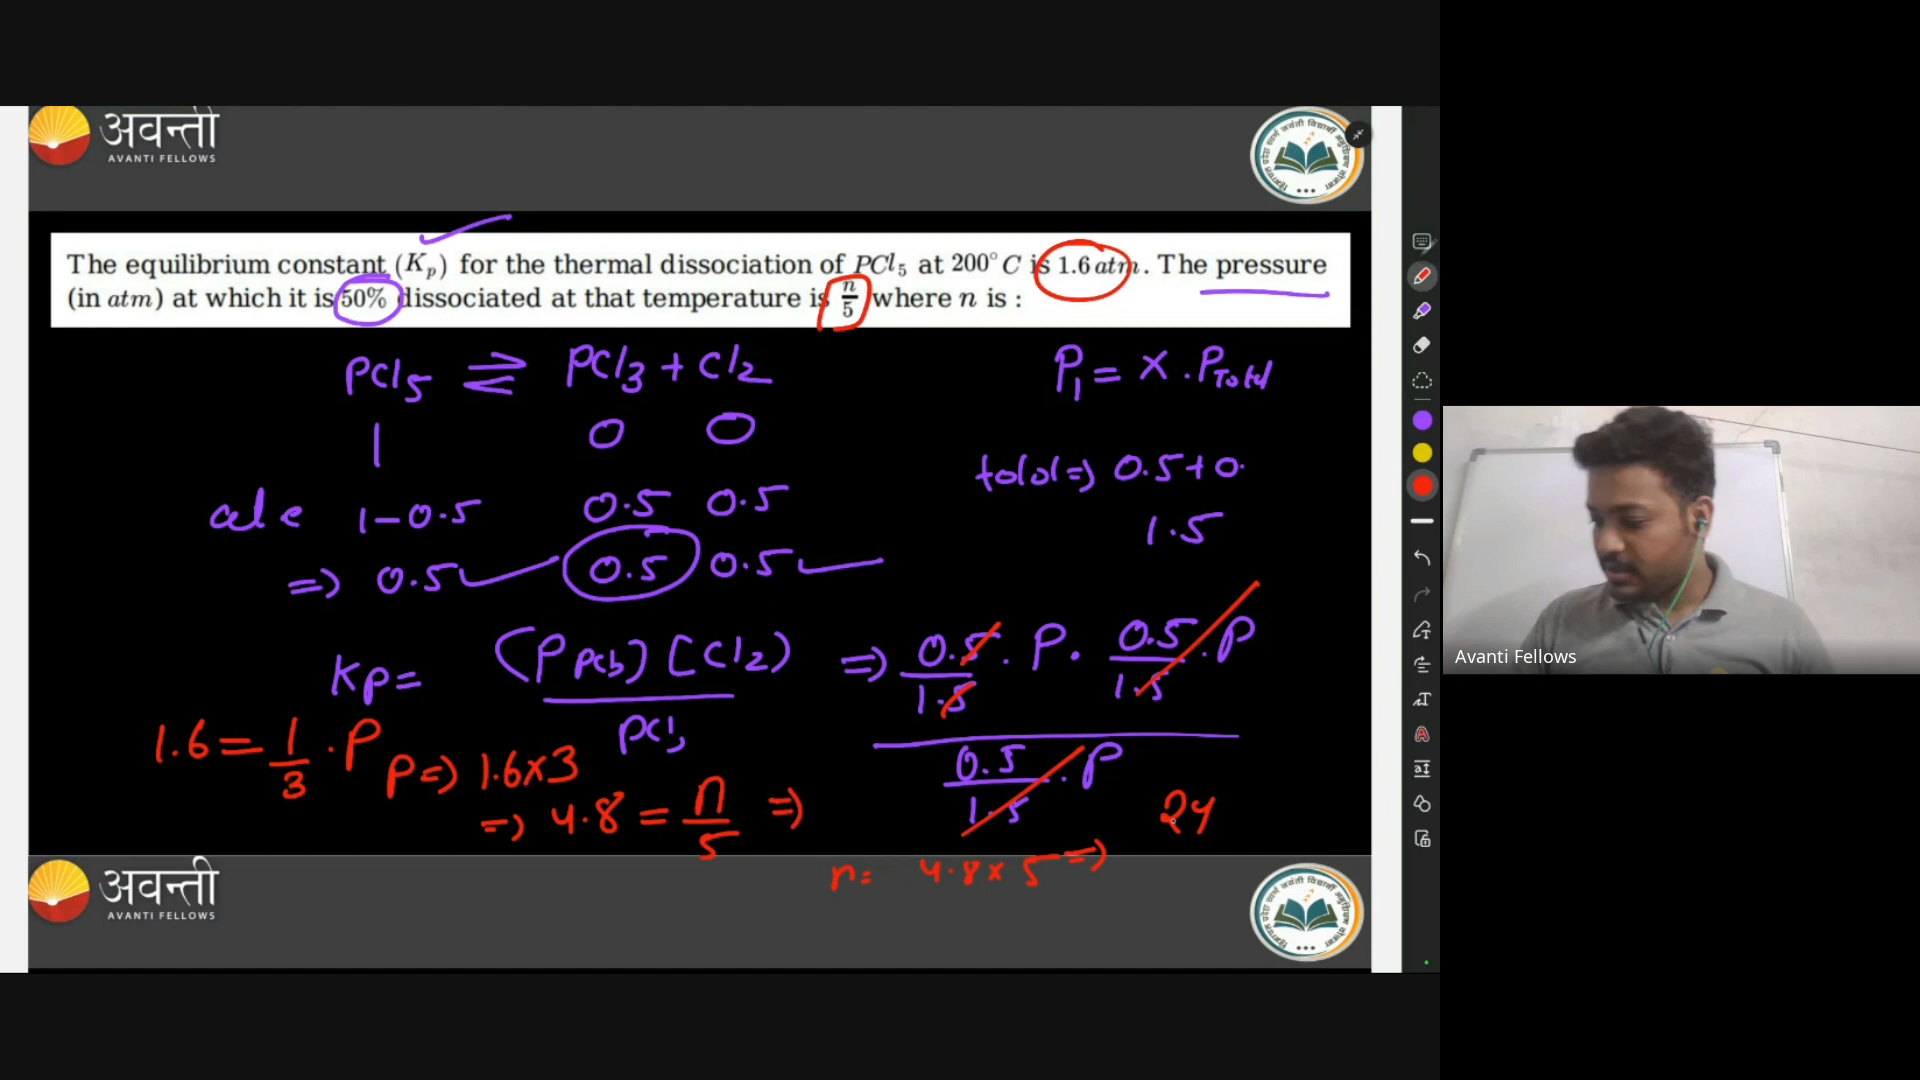 अवन्ती
AVANTI FELLOWS
The equilibrium constant (Kp) for the thermal dissociation of PCl5 at 200°C is 1.6 atm. The pressure
(in atm) at which it is 50% dissociated at that temperature is n/5 where n is :
PCl5 ⇌ PCl3 + Cl2
P1 = X . PTotal
1 0 0
total ⇒ 0.5+0.
at e 1-0.5 0.5 0.5
1.5
⇒ 0.5 0.5 0.5
Kp = (P PCl3) [Cl2) / PCl5 ⇒ 0.5/1.5 . P . 0.5/1.5 . P / 0.5/1.5 . P
1.6 = 1/3 . P
P ⇒ 1.6×3
⇒ 4.8 = n/5 ⇒
n = 4.8 × 5 ⇒ 24
अवन्ती
AVANTI FELLOWS
Avanti Fellows